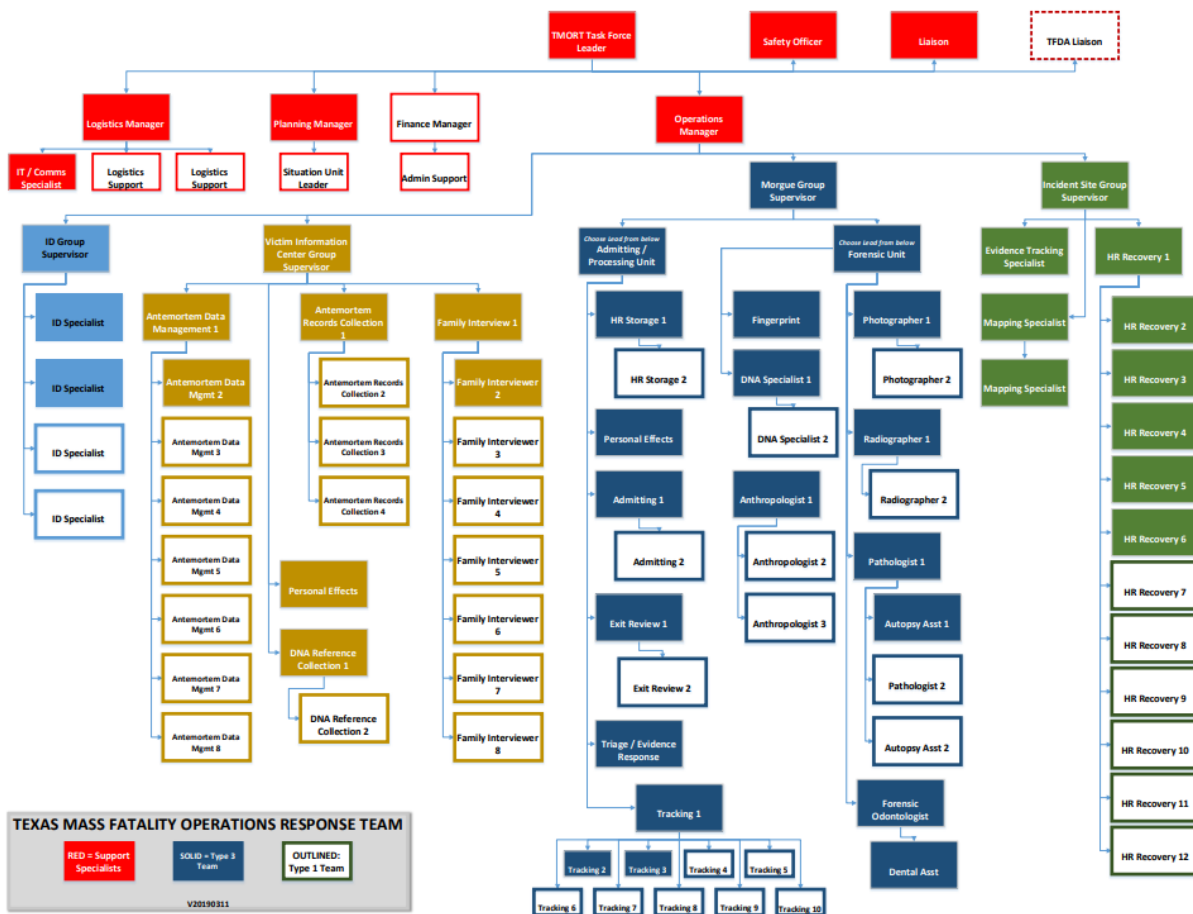 TMORT Task Force
Leader
Safety Officer
Liaison
TFDA Liaison
Logistics Manager
Planning Manager
Finance Manager
Operations
Manager
IT / Comms
Specialist
Logistics
Support
Logistics
Support
Situation Unit
Leader
Admin Support
Morgue Group
Supervisor
Incident Site Group
Supervisor
ID Group
Supervisor
Victim Information
Center Group
Supervisor
Choose Lead from below
Admitting /
Processing Unit
Choose Lead from below
Forensic Unit
Evidence Tracking
Specialist
HR Recovery 1
ID Specialist
ID Specialist
ID Specialist
ID Specialist
Antemortem Data
Management 1
Antemortem
Records Collection
1
Family Interview 1
Antemortem Data
Mgmt 2
Antemortem Data
Mgmt 3
Antemortem Data
Mgmt 4
Antemortem Data
Mgmt 5
Antemortem Data
Mgmt 6
Antemortem Data
Mgmt 7
Antemortem Data
Mgmt 8
Antemortem Records
Collection 2
Antemortem Records
Collection 3
Antemortem Records
Collection 4
Personal Effects
DNA Reference
Collection 1
DNA Reference
Collection 2
Family Interviewer
2
Family Interviewer
3
Family Interviewer
4
Family Interviewer
5
Family Interviewer
6
Family Interviewer
7
Family Interviewer
8
HR Storage 1
HR Storage 2
Personal Effects
Admitting 1
Admitting 2
Exit Review 1
Exit Review 2
Triage / Evidence
Response
Tracking 1
Tracking 2
Tracking 3
Tracking 4
Tracking 5
Tracking 6
Tracking 7
Tracking 8
Tracking 9
Tracking 10
Fingerprint
DNA Specialist 1
DNA Specialist 2
Anthropologist 1
Anthropologist 2
Anthropologist 3
Photographer 1
Photographer 2
Radiographer 1
Radiographer 2
Pathologist 1
Autopsy Asst 1
Pathologist 2
Autopsy Asst 2
Forensic
Odontologist
Dental Asst
Mapping Specialist
Mapping Specialist
HR Recovery 2
HR Recovery 3
HR Recovery 4
HR Recovery 5
HR Recovery 6
HR Recovery 7
HR Recovery 8
HR Recovery 9
HR Recovery 10
HR Recovery 11
HR Recovery 12
TEXAS MASS FATALITY OPERATIONS RESPONSE TEAM
RED = Support
Specialists
SOLID = Type 3
Team
OUTLINED:
Type 1 Team
V20190311